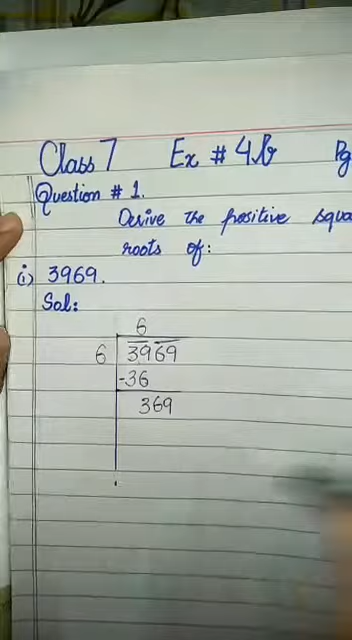 Class 7 Ex # 4b Pg
Question # 1.
Derive the positive squa
roots of:
(i) 3969.
Sol:
6
6 3969
-36
369